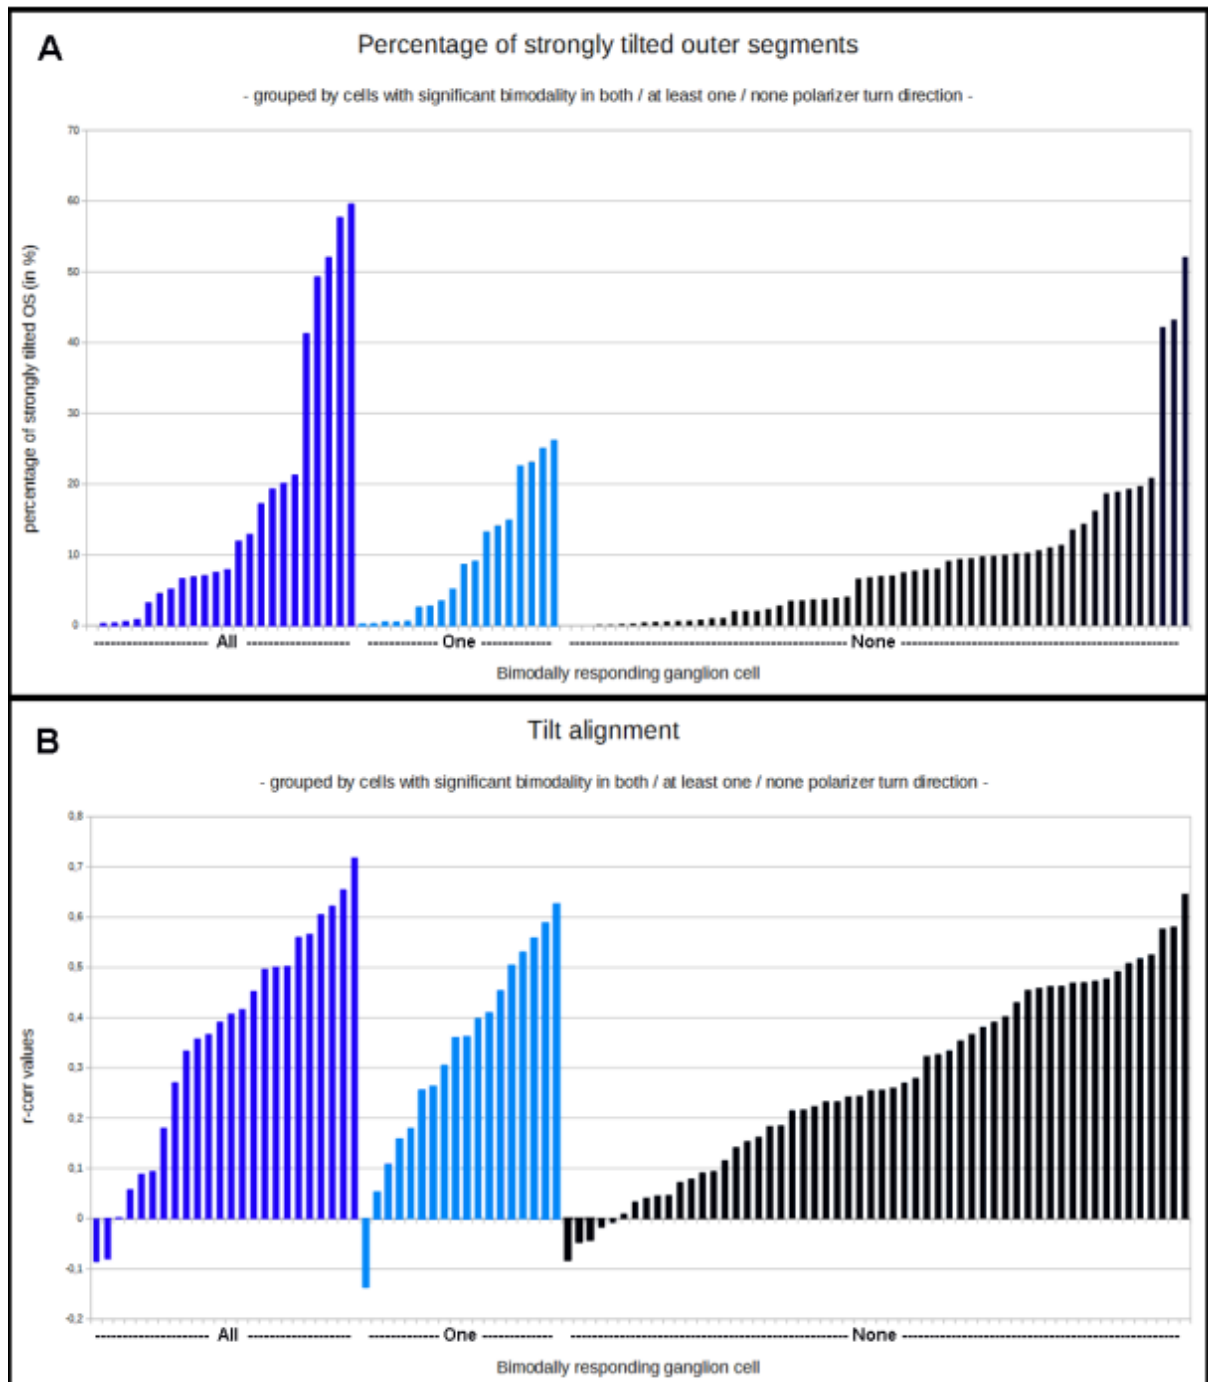 A
Percentage of strongly tilted outer segments
- grouped by cells with significant bimodality in both / at least one / none polarizer turn direction -
70
60
50
40
30
20
10
0
percentage of strongly tilted OS (in %)
-------------------- All ------------------ ------------ One ------------ ------------------------------------------------- None -------------------------------------------------
Bimodally responding ganglion cell
B
Tilt alignment
- grouped by cells with significant bimodality in both / at least one / none polarizer turn direction -
0,8
0,7
0,6
0,5
0,4
0,3
0,2
0,1
0
-0,1
-0,2
r-corr values
-------------------- All ------------------ ------------ One ------------ ------------------------------------------------- None -------------------------------------------------
Bimodally responding ganglion cell